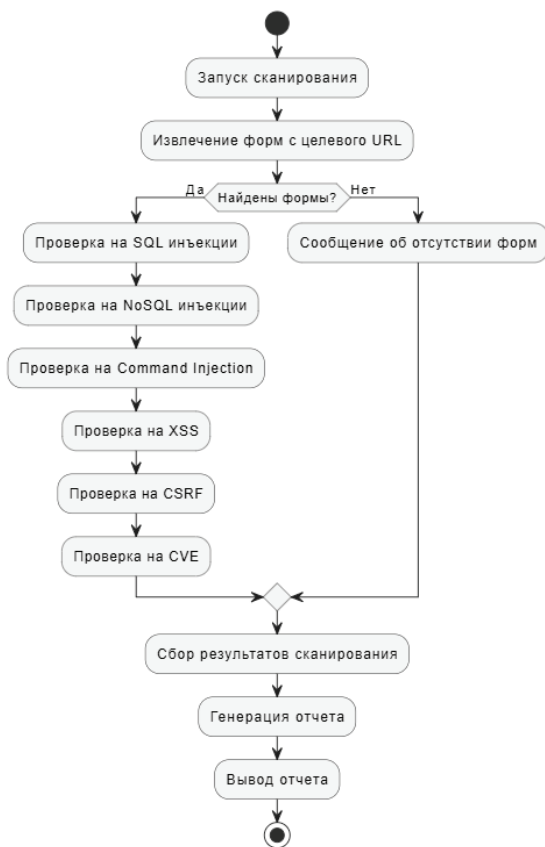 Запуск сканирования
Извлечение форм с целевого URL
Да
Найдены формы?
Нет
Проверка на SQL инъекции
Сообщение об отсутствии форм
Проверка на NoSQL инъекции
Проверка на Command Injection
Проверка на XSS
Проверка на CSRF
Проверка на CVE
Сбор результатов сканирования
Генерация отчета
Вывод отчета